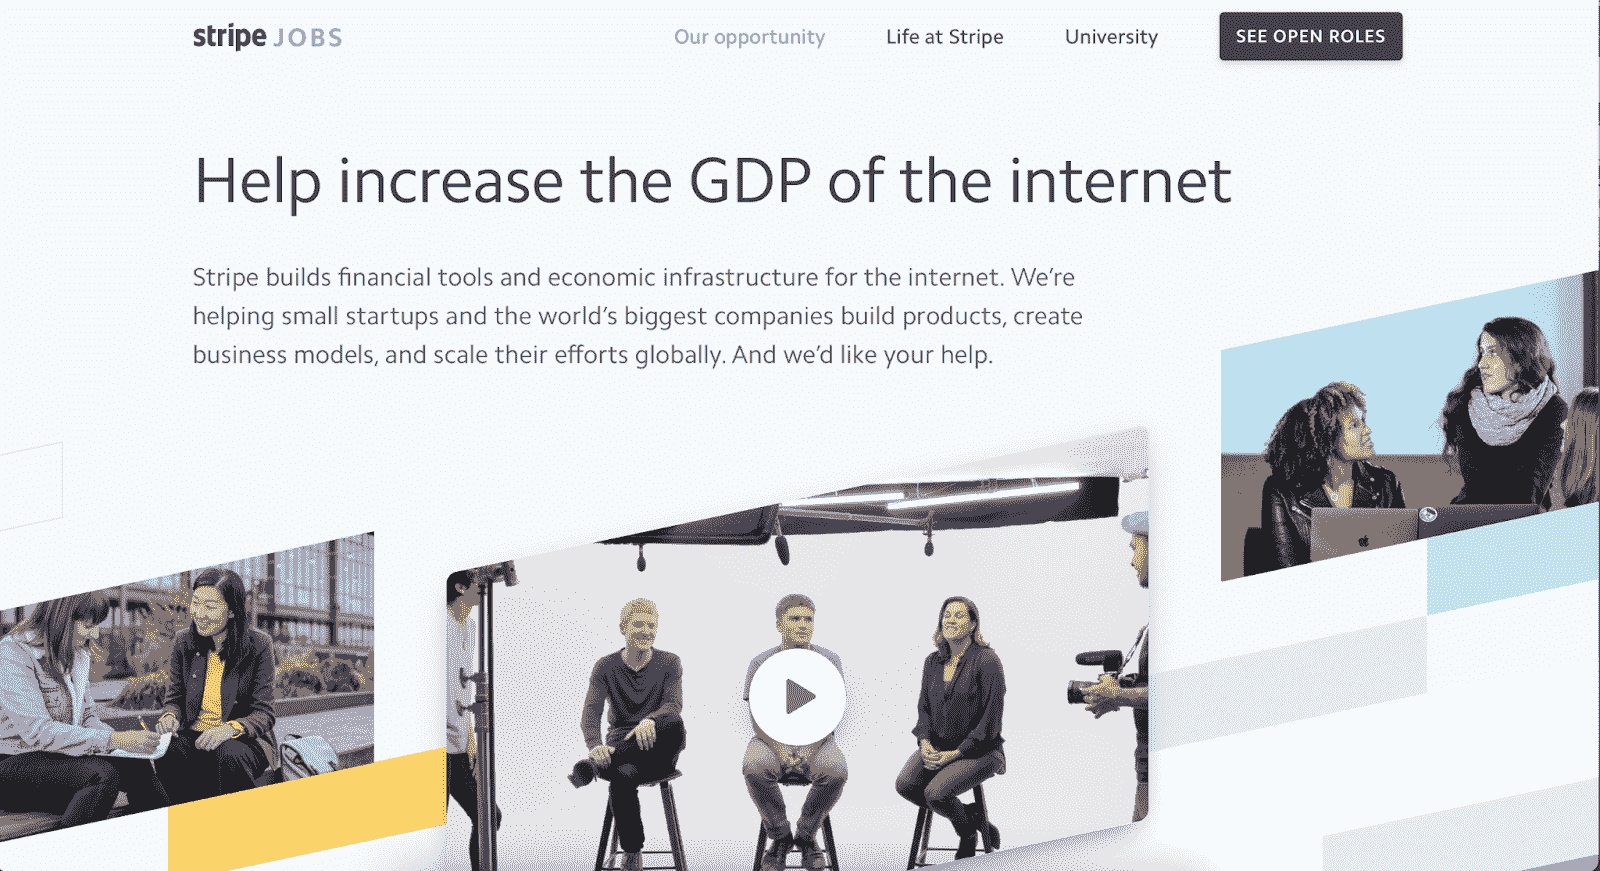 stripe JOBS
Our opportunity
Life at Stripe
University
SEE OPEN ROLES
Help increase the GDP of the internet
Stripe builds financial tools and economic infrastructure for the internet. We’re
helping small startups and the world’s biggest companies build products, create
business models, and scale their efforts globally. And we’d like your help.